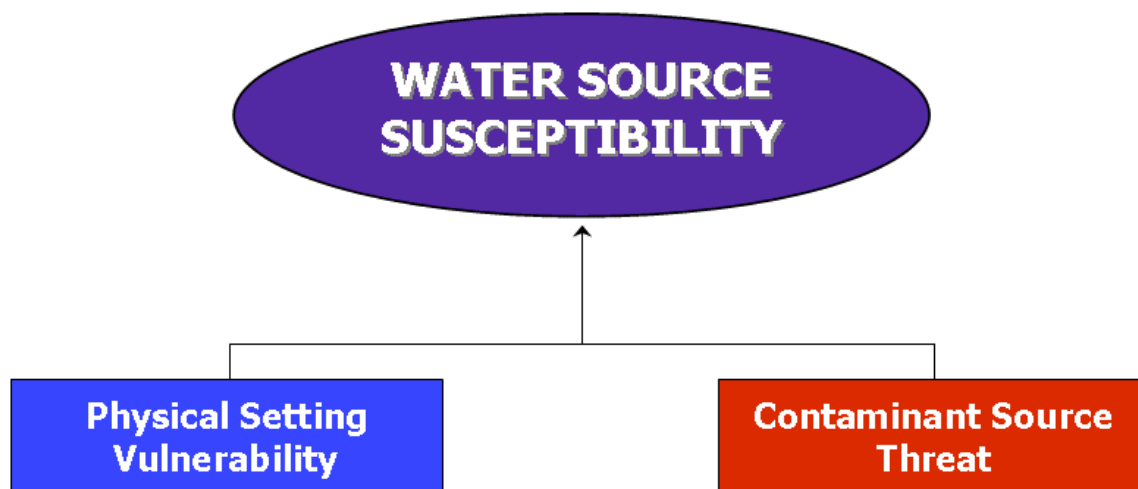 WATER SOURCE
SUSCEPTIBILITY
Physical Setting
Vulnerability
Contaminant Source
Threat